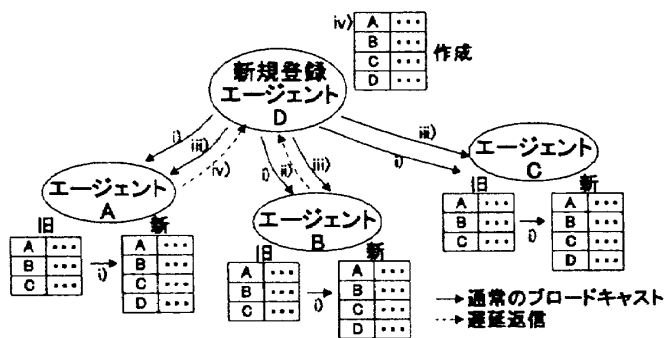 iv)
A ・・・
B ・・・
C ・・・
D ・・・
作成
新規登録
エージェント
D
i)
iii)
iv)
i)
ii)
iii)
iii)
i)
エージェント
A
エージェント
B
エージェント
C
旧
A ・・・
B ・・・
C ・・・
i)
新
A ・・・
B ・・・
C ・・・
D ・・・
旧
A ・・・
B ・・・
C ・・・
i)
新
A ・・・
B ・・・
C ・・・
D ・・・
旧
A ・・・
B ・・・
C ・・・
i)
新
A ・・・
B ・・・
C ・・・
D ・・・
通常のブロードキャスト
遅延返信